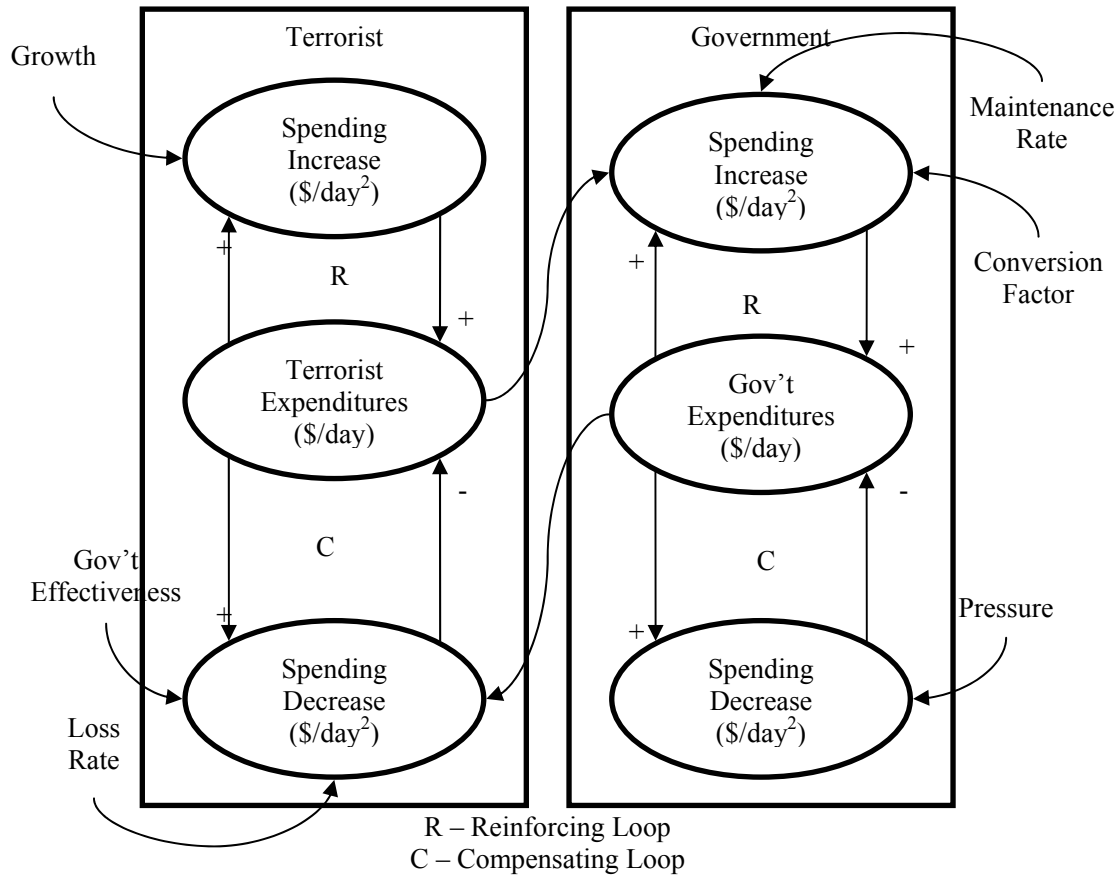 Terrorist
Government
Growth
Maintenance
Rate
Spending
Increase
($/day²)
Spending
Increase
($/day²)
+
+
R
Conversion
Factor
R
+
+
Terrorist
Expenditures
($/day)
Gov't
Expenditures
($/day)
-
-
C
C
Gov't
Effectiveness
+
+
Pressure
Spending
Decrease
($/day²)
Spending
Decrease
($/day²)
Loss
Rate
R – Reinforcing Loop
C – Compensating Loop